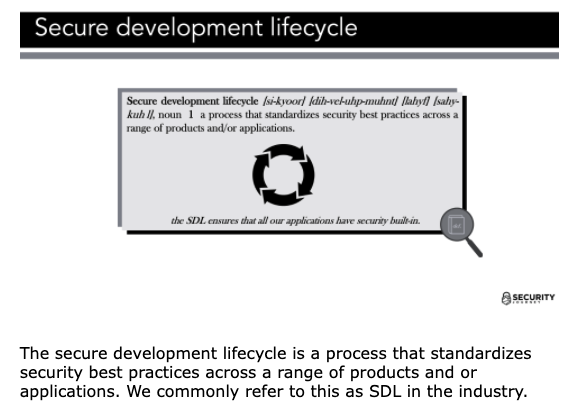 Secure development lifecycle
Secure development lifecycle [si-kyoor] [dih-vel-uhp-muhnt] [lahyf] [sahy-
kuh l], noun 1 a process that standardizes security best practices across a
range of products and/or applications.
the SDL ensures that all our applications have security built-in.
SECURITY
JOURNEY
The secure development lifecycle is a process that standardizes
security best practices across a range of products and or
applications. We commonly refer to this as SDL in the industry.